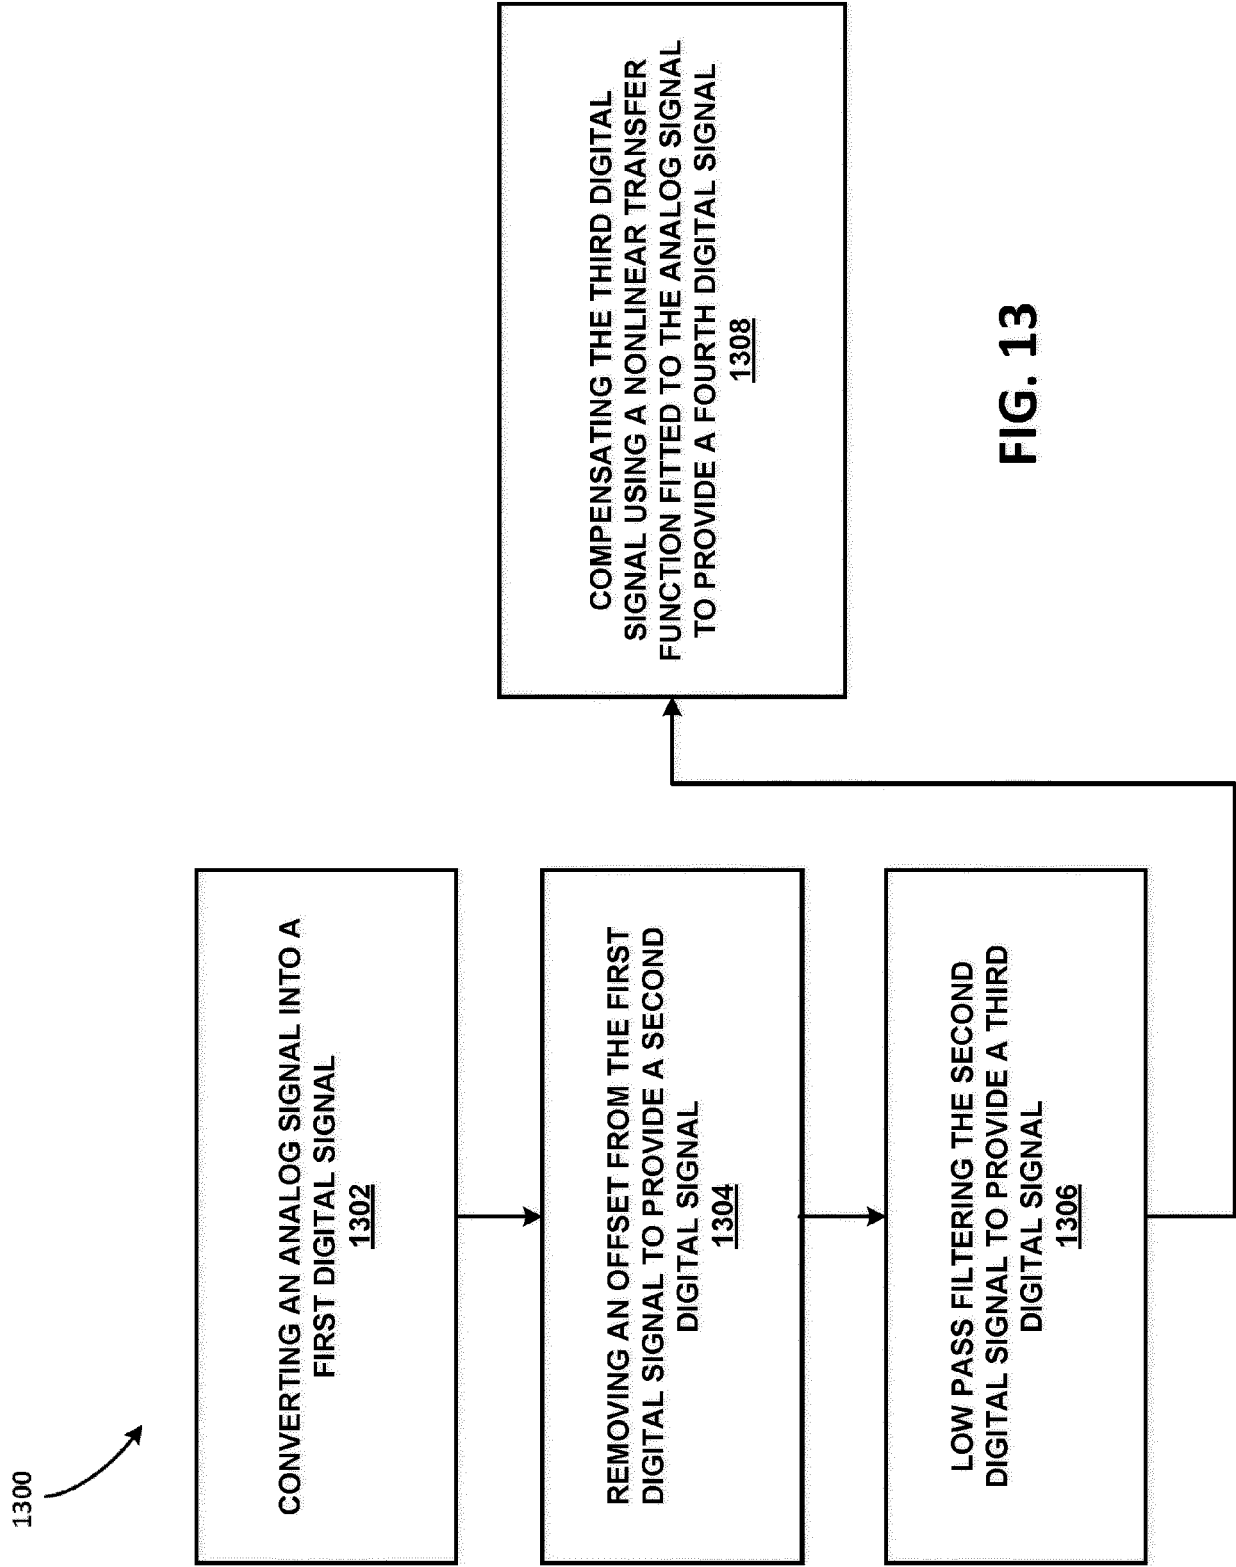 1300
CONVERTING AN ANALOG SIGNAL INTO A
FIRST DIGITAL SIGNAL
1302
REMOVING AN OFFSET FROM THE FIRST
DIGITAL SIGNAL TO PROVIDE A SECOND
DIGITAL SIGNAL
1304
LOW PASS FILTERING THE SECOND
DIGITAL SIGNAL TO PROVIDE A THIRD
DIGITAL SIGNAL
1306
COMPENSATING THE THIRD DIGITAL
SIGNAL USING A NONLINEAR TRANSFER
FUNCTION FITTED TO THE ANALOG SIGNAL
TO PROVIDE A FOURTH DIGITAL SIGNAL
1308
FIG. 13